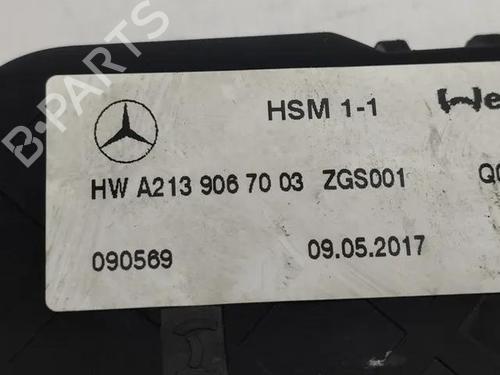 HSM 1-1
HW A213 906 70 03 ZGS001
090569
09.05.2017
B-PARTS